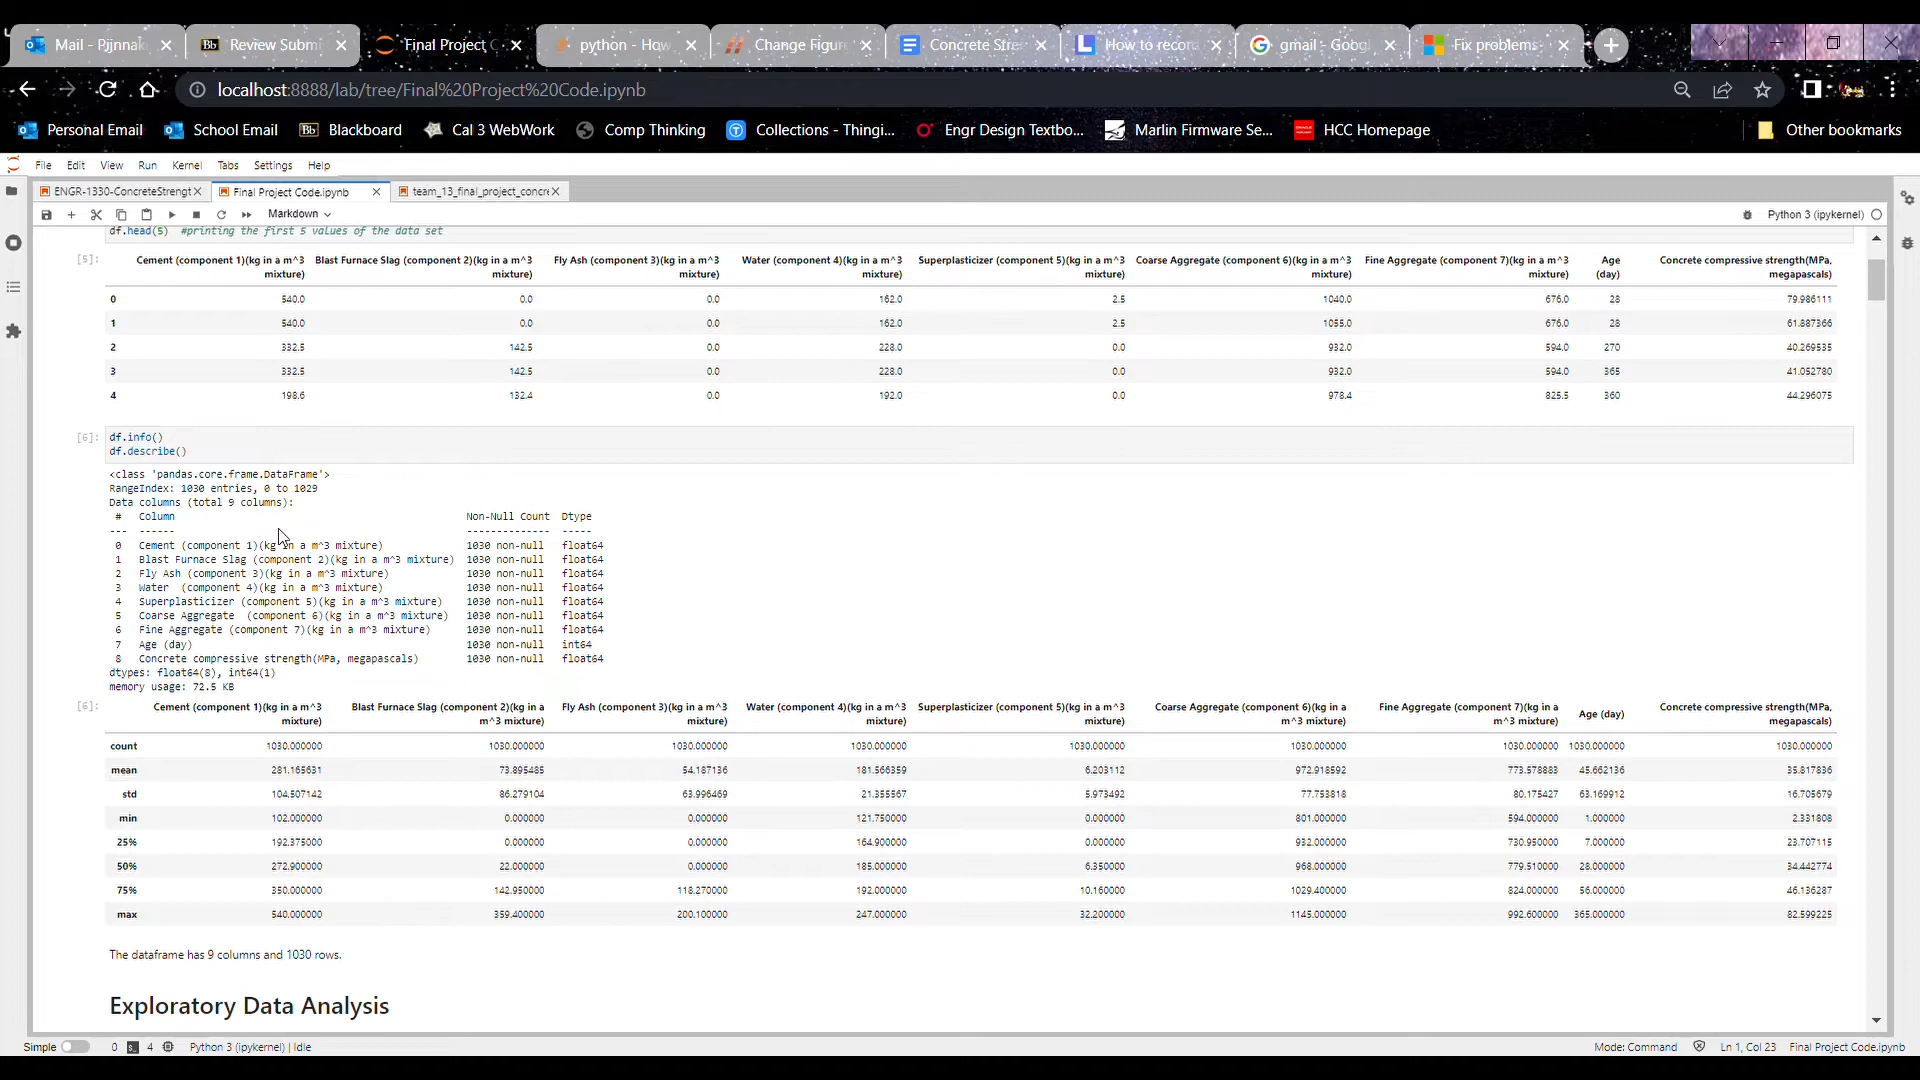 Mail - Pjjnnak
Review Submi
Final Project C
python - How
Change Figur
Concrete Stre
How to recor
gmail - Googl
Fix problems
localhost:8888/lab/tree/Final%20Project%20Code.ipynb
Personal Email
School Email
Bb Blackboard
Cal 3 WebWork
Comp Thinking
Collections - Thingi...
Engr Design Textbo...
Marlin Firmware Se...
HCC Homepage
Other bookmarks
File Edit View Run Kernel Tabs Settings Help
ENGR-1330-ConcreteStrengt
Final Project Code.ipynb
team_13_final_project_concre
Markdown
Python 3 (ipykernel)
df.head(5) #printing the first 5 values of the data set
[5]: Cement (component 1)(kg in a m^3 mixture) Blast Furnace Slag (component 2)(kg in a m^3 mixture) Fly Ash (component 3)(kg in a m^3 mixture) Water (component 4)(kg in a m^3 mixture) Superplasticizer (component 5)(kg in a m^3 mixture) Coarse Aggregate (component 6)(kg in a m^3 mixture) Fine Aggregate (component 7)(kg in a m^3 mixture) Age (day) Concrete compressive strength(MPa, megapascals)
0 540.0 0.0 0.0 162.0 2.5 1040.0 676.0 28 79.986111
1 540.0 0.0 0.0 162.0 2.5 1055.0 676.0 28 61.887366
2 332.5 142.5 0.0 228.0 0.0 932.0 594.0 270 40.269535
3 332.5 142.5 0.0 228.0 0.0 932.0 594.0 365 41.052780
4 198.6 132.4 0.0 192.0 0.0 978.4 825.5 360 44.296075
[6]: df.info()
df.describe()
<class 'pandas.core.frame.DataFrame'>
RangeIndex: 1030 entries, 0 to 1029
Data columns (total 9 columns):
# Column Non-Null Count Dtype
--- ------ -------------- -----
0 Cement (component 1)(kg in a m^3 mixture) 1030 non-null float64
1 Blast Furnace Slag (component 2)(kg in a m^3 mixture) 1030 non-null float64
2 Fly Ash (component 3)(kg in a m^3 mixture) 1030 non-null float64
3 Water (component 4)(kg in a m^3 mixture) 1030 non-null float64
4 Superplasticizer (component 5)(kg in a m^3 mixture) 1030 non-null float64
5 Coarse Aggregate (component 6)(kg in a m^3 mixture) 1030 non-null float64
6 Fine Aggregate (component 7)(kg in a m^3 mixture) 1030 non-null float64
7 Age (day) 1030 non-null int64
8 Concrete compressive strength(MPa, megapascals) 1030 non-null float64
dtypes: float64(8), int64(1)
memory usage: 72.5 KB
[6]: Cement (component 1)(kg in a m^3 mixture) Blast Furnace Slag (component 2)(kg in a m^3 mixture) Fly Ash (component 3)(kg in a m^3 mixture) Water (component 4)(kg in a m^3 mixture) Superplasticizer (component 5)(kg in a m^3 mixture) Coarse Aggregate (component 6)(kg in a m^3 mixture) Fine Aggregate (component 7)(kg in a m^3 mixture) Age (day) Concrete compressive strength(MPa, megapascals)
count 1030.000000 1030.000000 1030.000000 1030.000000 1030.000000 1030.000000 1030.000000 1030.000000 1030.000000
mean 281.165631 73.895485 54.187136 181.566359 6.203112 972.918592 773.578883 45.662136 35.817836
std 104.507142 86.279104 63.996469 21.355567 5.973492 77.753818 80.175427 63.169912 16.705679
min 102.000000 0.000000 0.000000 121.750000 0.000000 801.000000 594.000000 1.000000 2.331808
25% 192.375000 0.000000 0.000000 164.900000 0.000000 932.000000 730.950000 7.000000 23.707115
50% 272.900000 22.000000 0.000000 185.000000 6.350000 968.000000 779.510000 28.000000 34.442774
75% 350.000000 142.950000 118.270000 192.000000 10.160000 1029.400000 824.000000 56.000000 46.136287
max 540.000000 359.400000 200.100000 247.000000 32.200000 1145.000000 992.600000 365.000000 82.599225
The dataframe has 9 columns and 1030 rows.
Exploratory Data Analysis
Simple 0 4 Python 3 (ipykernel) | Idle
Mode: Command Ln 1, Col 23 Final Project Code.ipynb